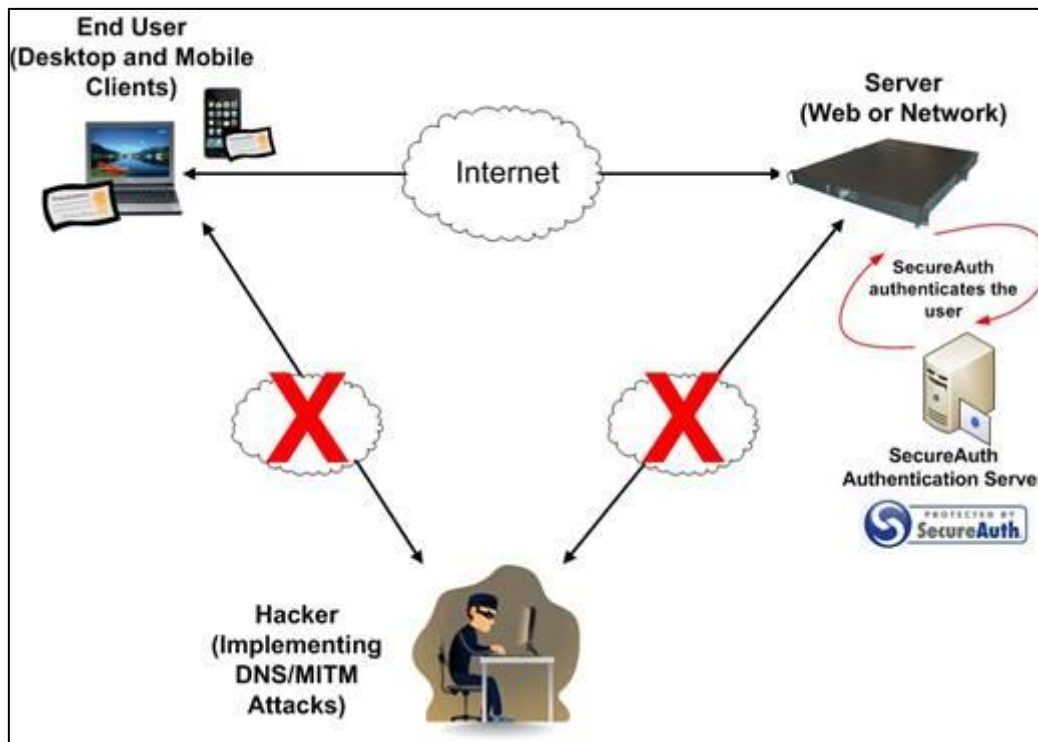 End User
(Desktop and Mobile
Clients)
Server
(Web or Network)
Internet
SecureAuth
authenticates the
user
SecureAuth
Authentication Server
PROTECTED BY
SecureAuth
Hacker
(Implementing
DNS/MITM
Attacks)